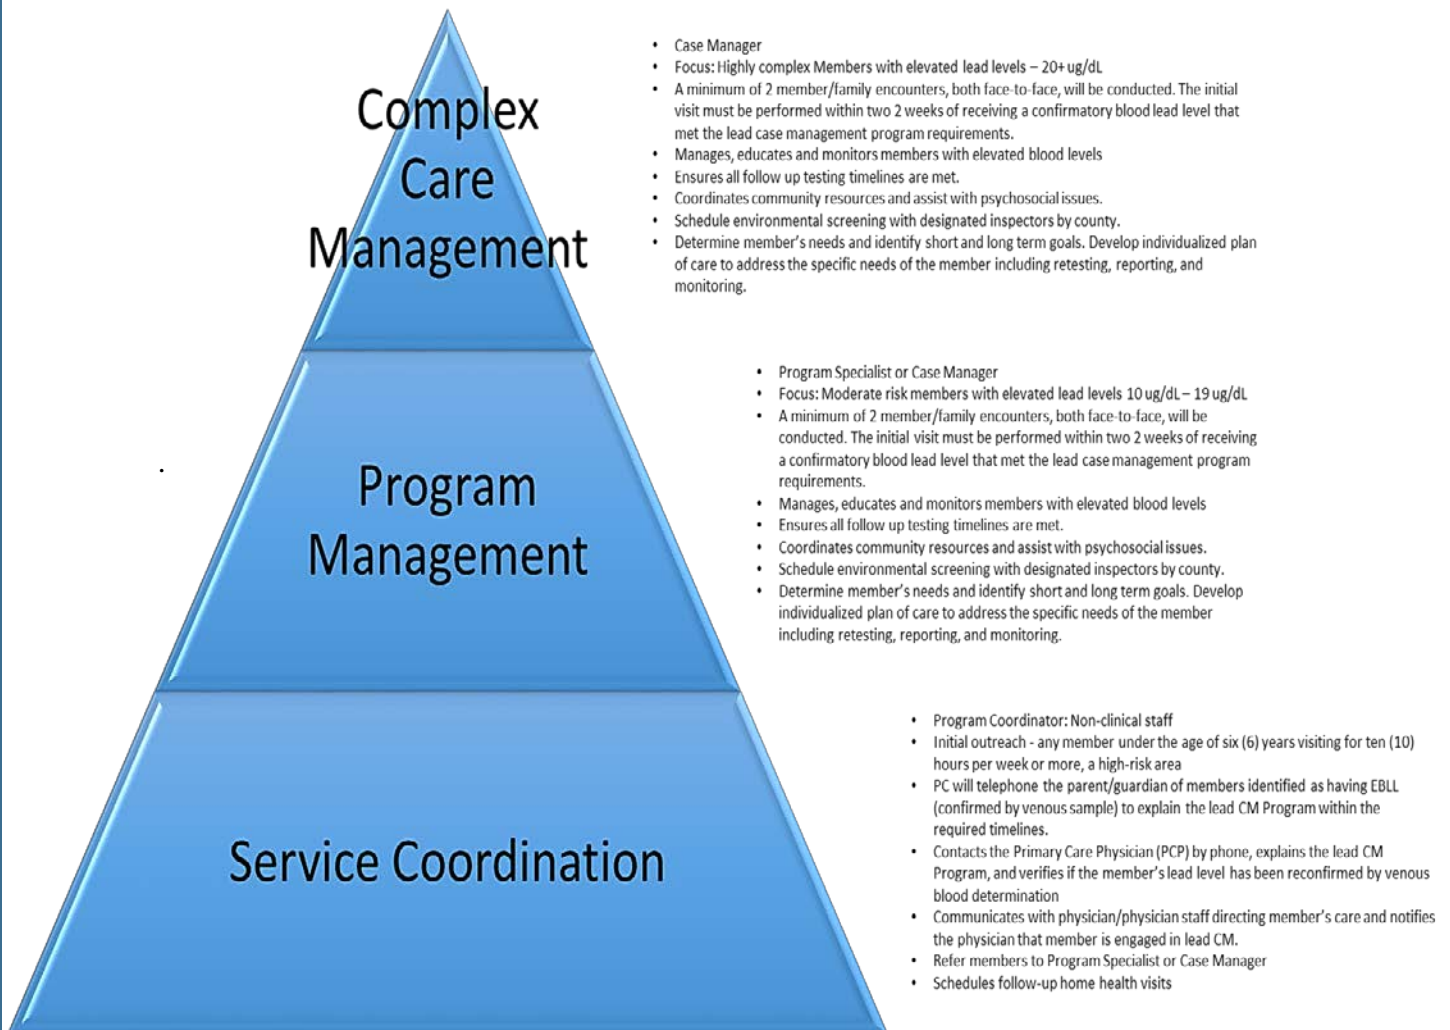 Complex
Care
Management
• Case Manager
• Focus: Highly complex Members with elevated lead levels – 20+ ug/dL
• A minimum of 2 member/family encounters, both face-to-face, will be conducted. The initial
visit must be performed within two 2 weeks of receiving a confirmatory blood lead level that
met the lead case management program requirements.
• Manages, educates and monitors members with elevated blood levels
• Ensures all follow up testing timelines are met.
• Coordinates community resources and assist with psychosocial issues.
• Schedule environmental screening with designated inspectors by county.
• Determine member's needs and identify short and long term goals. Develop individualized plan
of care to address the specific needs of the member including retesting, reporting, and
monitoring.
Program
Management
• Program Specialist or Case Manager
• Focus: Moderate risk members with elevated lead levels 10 ug/dL – 19 ug/dL
• A minimum of 2 member/family encounters, both face-to-face, will be
conducted. The initial visit must be performed within two 2 weeks of receiving
a confirmatory blood lead level that met the lead case management program
requirements.
• Manages, educates and monitors members with elevated blood levels
• Ensures all follow up testing timelines are met.
• Coordinates community resources and assist with psychosocial issues.
• Schedule environmental screening with designated inspectors by county.
• Determine member's needs and identify short and long term goals. Develop
individualized plan of care to address the specific needs of the member
including retesting, reporting, and monitoring.
Service Coordination
• Program Coordinator: Non-clinical staff
• Initial outreach - any member under the age of six (6) years visiting for ten (10)
hours per week or more, a high-risk area
• PC will telephone the parent/guardian of members identified as having EBLL
(confirmed by venous sample) to explain the lead CM Program within the
required timelines.
• Contacts the Primary Care Physician (PCP) by phone, explains the lead CM
Program, and verifies if the member's lead level has been reconfirmed by venous
blood determination
• Communicates with physician/physician staff directing member's care and notifies
the physician that member is engaged in lead CM.
• Refer members to Program Specialist or Case Manager
• Schedules follow-up home health visits